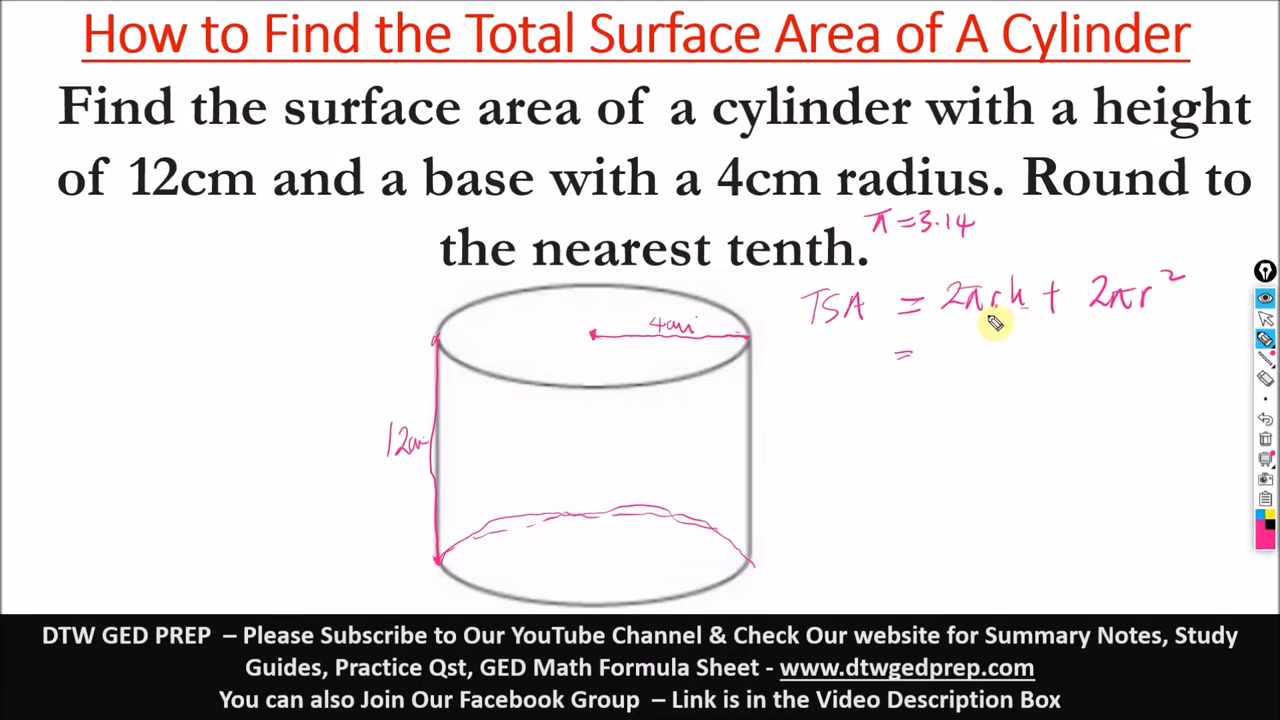 How to Find the Total Surface Area of A Cylinder
Find the surface area of a cylinder with a height
of 12cm and a base with a 4cm radius. Round to
the nearest tenth.
π = 3.14
TSA = 2πrh + 2πr²
=
4cm
12cm
DTW GED PREP – Please Subscribe to Our YouTube Channel & Check Our website for Summary Notes, Study
Guides, Practice Qst, GED Math Formula Sheet - www.dtwgedprep.com
You can also Join Our Facebook Group – Link is in the Video Description Box